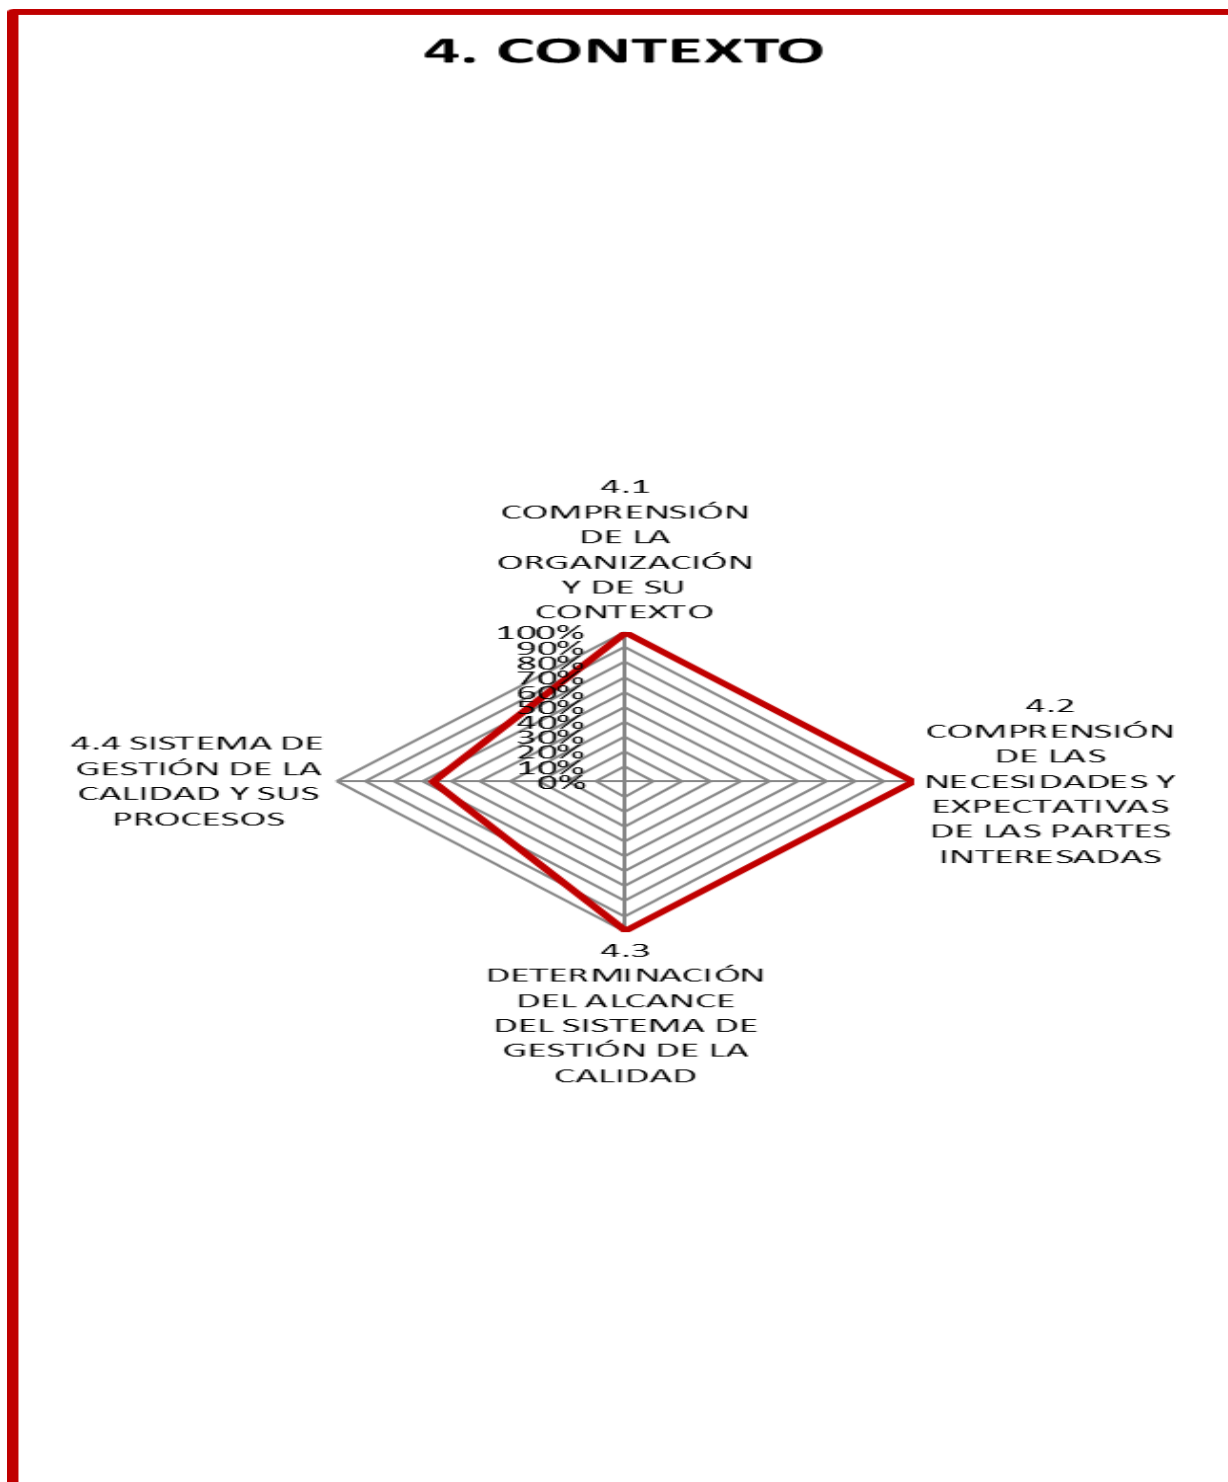 4. CONTEXTO
4.1
COMPRENSIÓN
DE LA
ORGANIZACIÓN
Y DE SU
CONTEXTO
100%
90%
80%
70%
60%
50%
40%
30%
20%
10%
0%
4.2
COMPRENSIÓN
DE LAS
NECESIDADES Y
EXPECTATIVAS
DE LAS PARTES
INTERESADAS
4.3
DETERMINACIÓN
DEL ALCANCE
DEL SISTEMA DE
GESTIÓN DE LA
CALIDAD
4.4 SISTEMA DE
GESTIÓN DE LA
CALIDAD Y SUS
PROCESOS